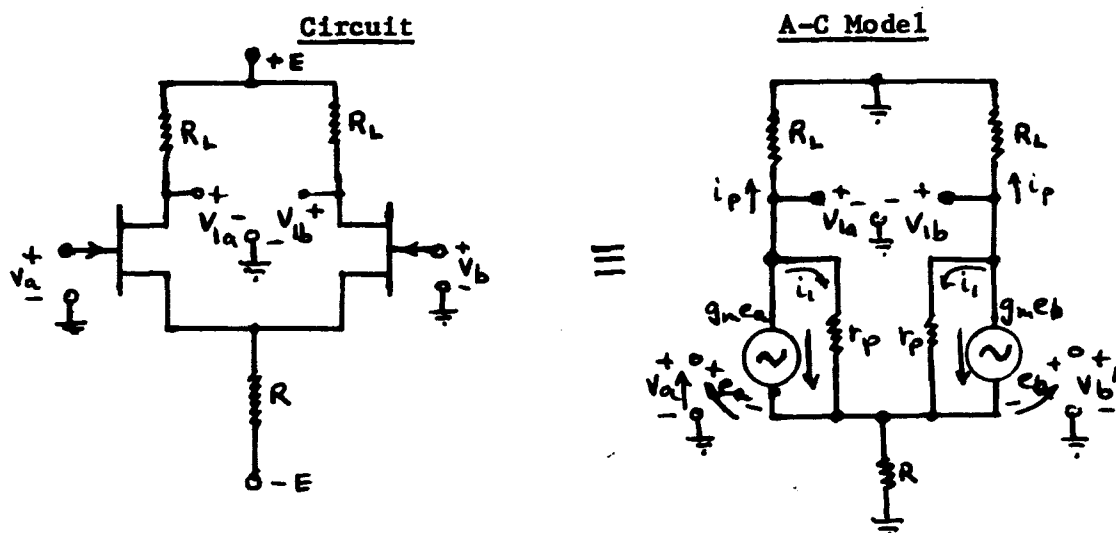 Circuit
+E
R_L
R_L
+
V_1a
-
+
V_1b
-
+
V_a
-
+
V_b
-
R
-E
≡
A-C Model
R_L
R_L
i_p
i_p
+
V_1a
-
-
V_1b
+
i_1
i_1
g_m e_a
r_p
r_p
g_m e_b
+
V_a
-
+
e_a
-
-
e_b
+
+
V_b
-
R